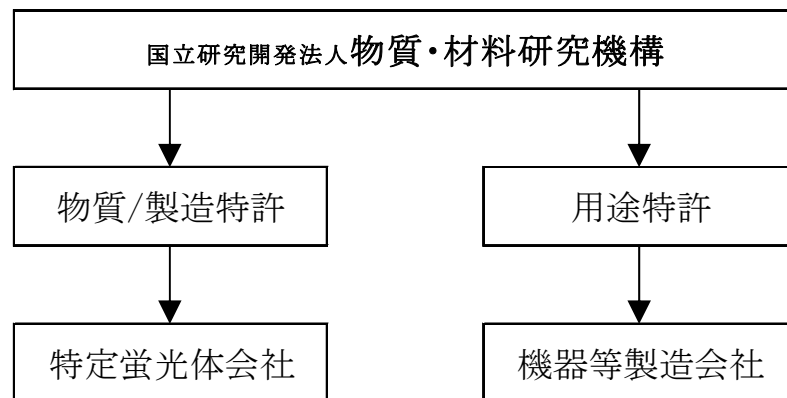 国立研究開発法人物質・材料研究機構
物質/製造特許
用途特許
特定蛍光体会社
機器等製造会社